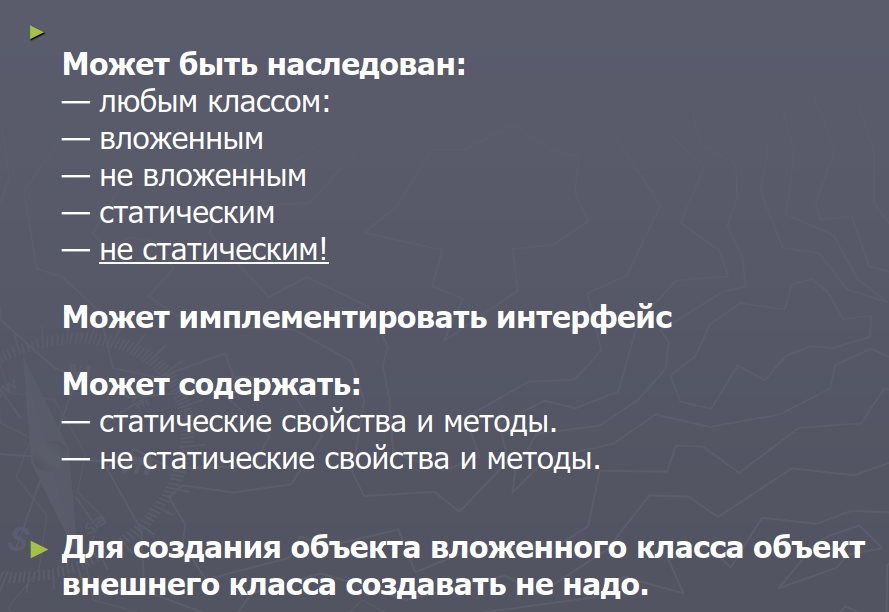 ►
Может быть наследован:
— любым классом:
— вложенным
— не вложенным
— статическим
— не статическим!
Может имплементировать интерфейс
Может содержать:
— статические свойства и методы.
— не статические свойства и методы.
► Для создания объекта вложенного класса объект
внешнего класса создавать не надо.